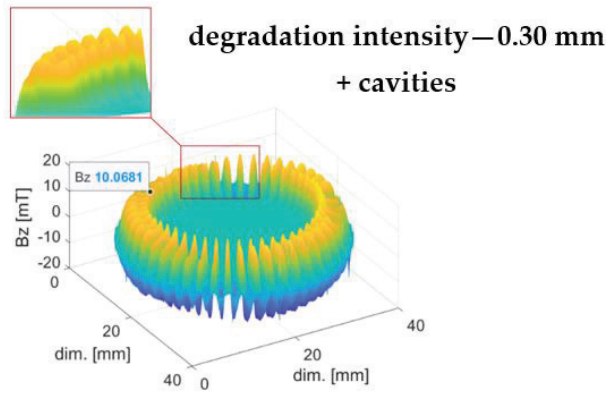 degradation intensity—0.30 mm
+ cavities
Bz 10.0681
20
10
0
-10
-20
Bz [mT]
0
20
40
dim. [mm]
0
20
40
dim. [mm]